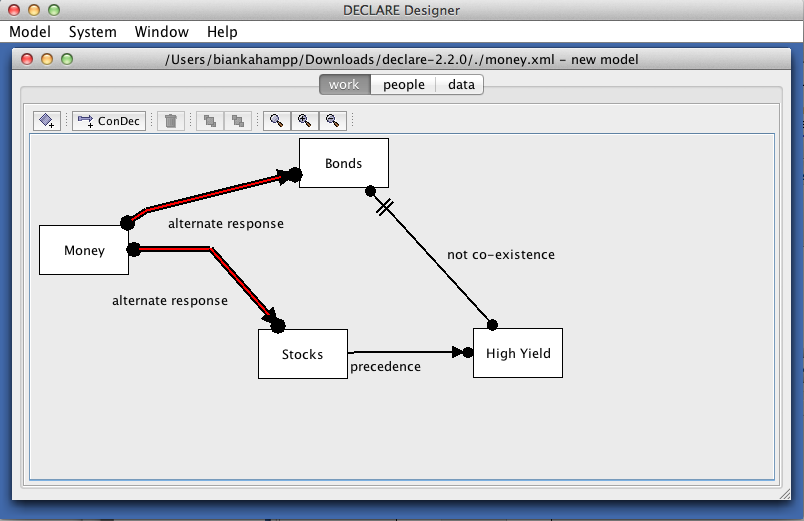 DECLARE Designer
Model System Window Help
/Users/biankahampp/Downloads/declare-2.2.0/./money.xml - new model
work people data
ConDec
Bonds
alternate response
Money
not co-existence
alternate response
Stocks
High Yield
precedence